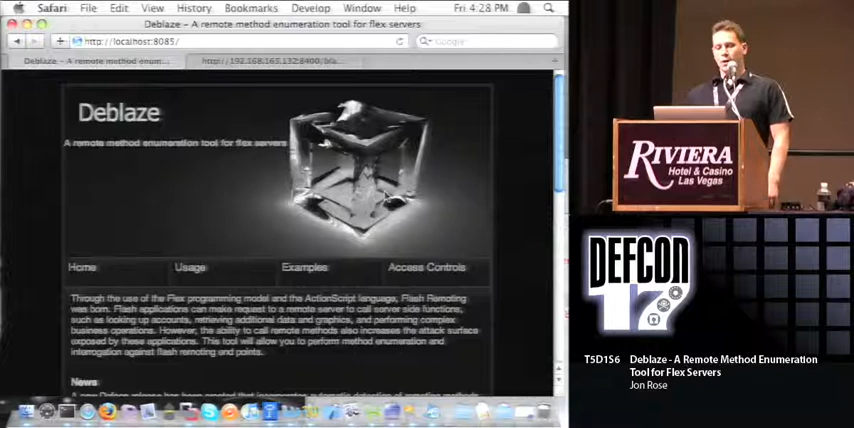 Safari File Edit View History Bookmarks Develop Window Help Fri 4:28 PM
Deblaze – A remote method enumeration tool for flex servers
http://localhost:8085/
Google
Deblaze – A remote method enum...
http://192.168.163.132:8400/bla...
Deblaze
A remote method enumeration tool for flex servers
Home Usage Examples Access Controls
Through the use of the Flex programming model and the ActionScript language, Flash Remoting
was born. Flash applications can make request to a remote server to call server side functions,
such as looking up accounts, retrieving additional data and graphics, and performing complex
business operations. However, the ability to call remote methods also increases the attack surface
exposed by these applications. This tool will allow you to perform method enumeration and
interrogation against flash remoting end points.
News
RIVIERA
Hotel & Casino
Las Vegas
DEFCON
17
T5D1S6 Deblaze - A Remote Method Enumeration
Tool for Flex Servers
Jon Rose